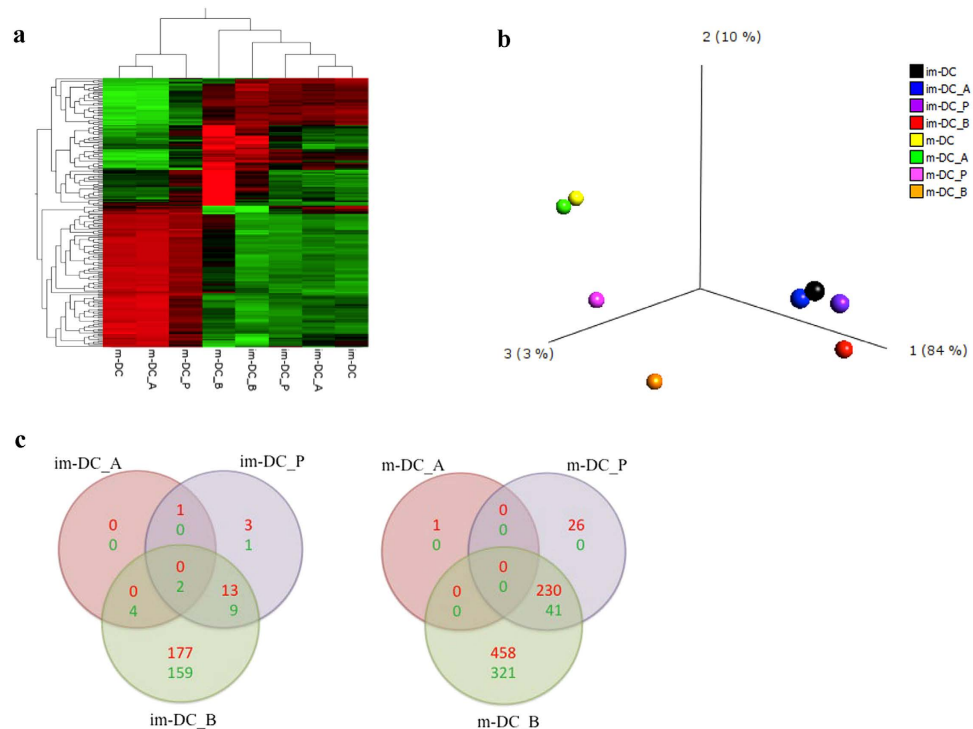 a
m-DC
m-DC_A
m-DC_P
m-DC_B
im-DC_B
im-DC_P
im-DC_A
im-DC
b
2 (10 %)
3 (3 %)
1 (84 %)
im-DC
im-DC_A
im-DC_P
im-DC_B
m-DC
m-DC_A
m-DC_P
m-DC_B
c
im-DC_A
im-DC_P
0
0
1
0
3
1
0
2
0
4
13
9
177
159
im-DC_B
m-DC_A
m-DC_P
1
0
0
0
26
0
0
0
0
0
230
41
458
321
m-DC_B